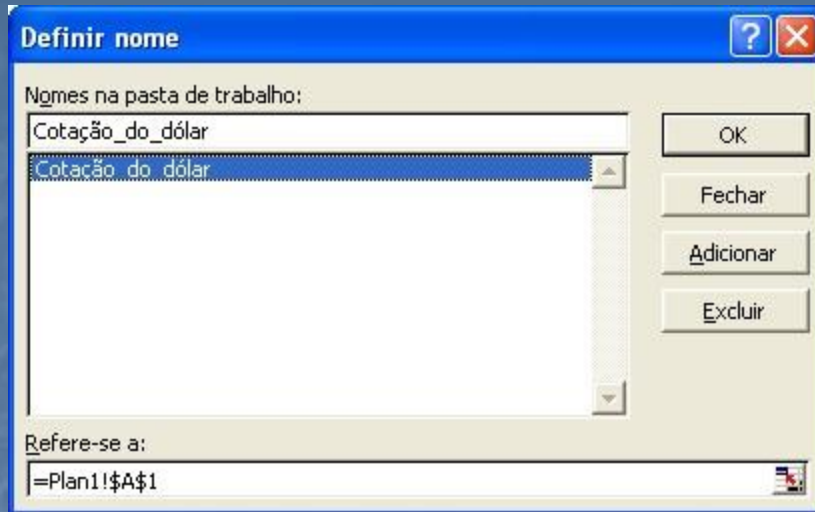 Definir nome
Nomes na pasta de trabalho:
Cotação_do_dólar
Cotação_do_dólar
OK
Fechar
Adicionar
Excluir
Refere-se a:
=Plan1!$A$1